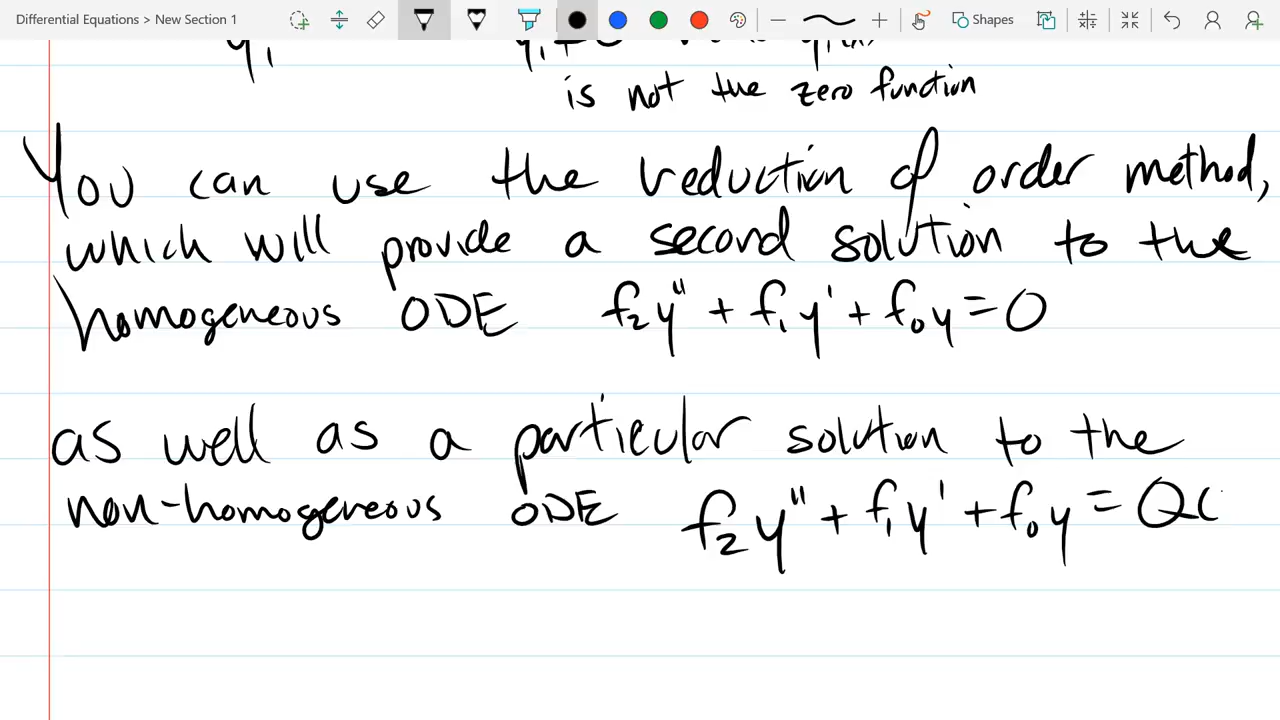 Differential Equations > New Section 1
Shapes
y₁
is not the zero function
You can use the reduction of order method,
which will provide a second solution to the
homogeneous ODE f₂y'' + f₁y' + f₀y = 0
as well as a particular solution to the
non-homogeneous ODE f₂y'' + f₁y' + f₀y = Q(